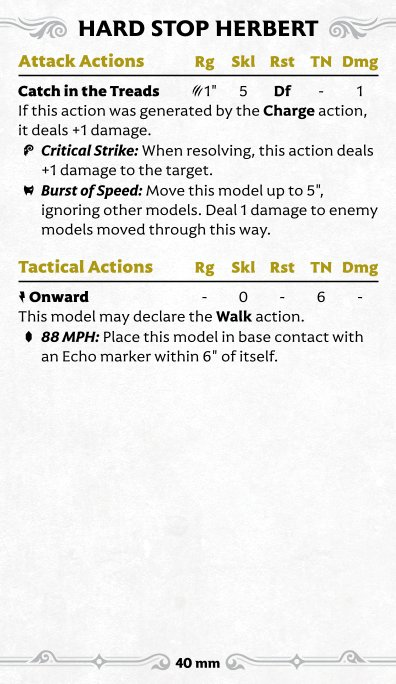 HARD STOP HERBERT
Attack Actions Rg Skl Rst TN Dmg
Catch in the Treads 1" 5 Df - 1
If this action was generated by the Charge action,
it deals +1 damage.
Critical Strike: When resolving, this action deals
+1 damage to the target.
Burst of Speed: Move this model up to 5",
ignoring other models. Deal 1 damage to enemy
models moved through this way.
Tactical Actions Rg Skl Rst TN Dmg
Onward - 0 - 6 -
This model may declare the Walk action.
88 MPH: Place this model in base contact with
an Echo marker within 6" of itself.
40 mm